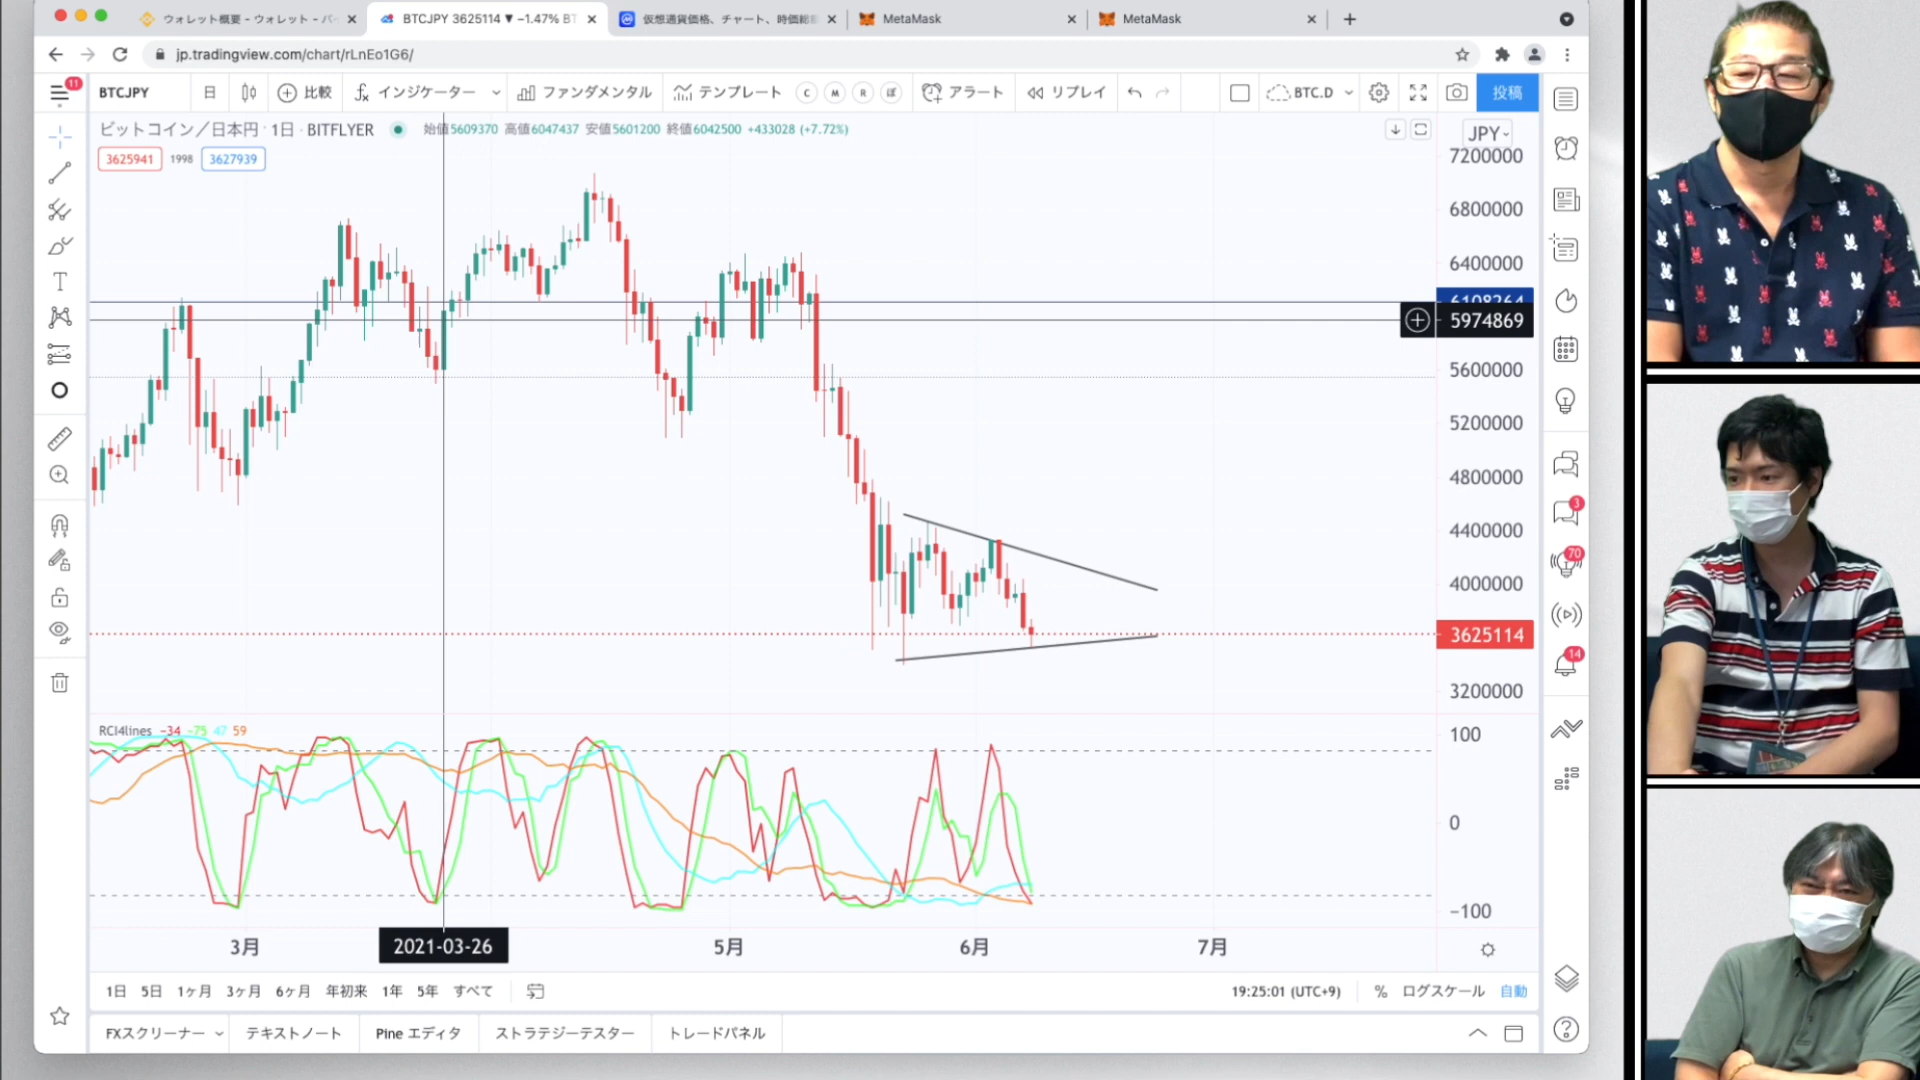 ウォレット概要 - ウォレット - バ
BTCJPY 3625114 ▼ −1.47% BT
仮想通貨価格、チャート、時価総
MetaMask
MetaMask
jp.tradingview.com/chart/rLnEo1G6/
11
BTCJPY
日
比較
インジケーター
ファンダメンタル
テンプレート
C
M
R
ぼ
アラート
リプレイ
BTC.D
投稿
ビットコイン／日本円 · 1日 · BITFLYER
始値5609370 高値6047437 安値5601200 終値6042500 +433028 (+7.72%)
JPY
3625941
1998
3627939
7200000
6800000
6400000
6108264
5974869
5600000
5200000
4800000
4400000
4000000
3625114
3200000
3
70
14
RCI4lines −34 −75 47 59
100
0
−100
3月
2021-03-26
5月
6月
7月
1日 5日 1ヶ月 3ヶ月 6ヶ月 年初来 1年 5年 すべて
19:25:01 (UTC+9)
%
ログスケール
自動
FXスクリーナー
テキストノート
Pine エディタ
ストラテジーテスター
トレードパネル